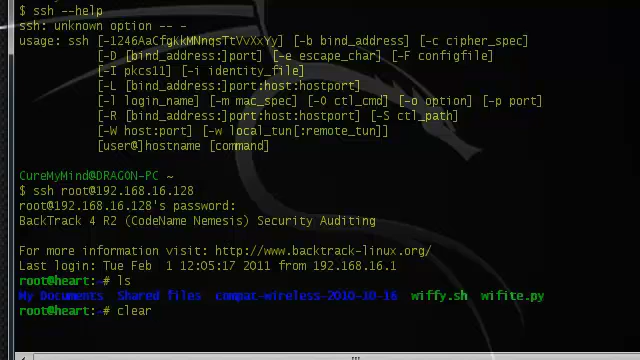 $ ssh --help
ssh: unknown option -- -
usage: ssh [-1246AaCfgKkMNnqsTtVvXxYy] [-b bind_address] [-c cipher_spec]
[-D [bind_address:]port] [-e escape_char] [-F configfile]
[-I pkcs11] [-i identity_file]
[-L [bind_address:]port:host:hostport]
[-l login_name] [-m mac_spec] [-O ctl_cmd] [-o option] [-p port]
[-R [bind_address:]port:host:hostport] [-S ctl_path]
[-W host:port] [-w local_tun[:remote_tun]]
[user@]hostname [command]
CureMyMind@DRAGON-PC ~
$ ssh root@192.168.16.128
root@192.168.16.128's password:
BackTrack 4 R2 (CodeName Nemesis) Security Auditing
For more information visit: http://www.backtrack-linux.org/
Last login: Tue Feb 1 12:05:17 2011 from 192.168.16.1
root@heart:~# ls
My Documents Shared files compat-wireless-2010-10-16 wiffy.sh wifite.py
root@heart:~# clear